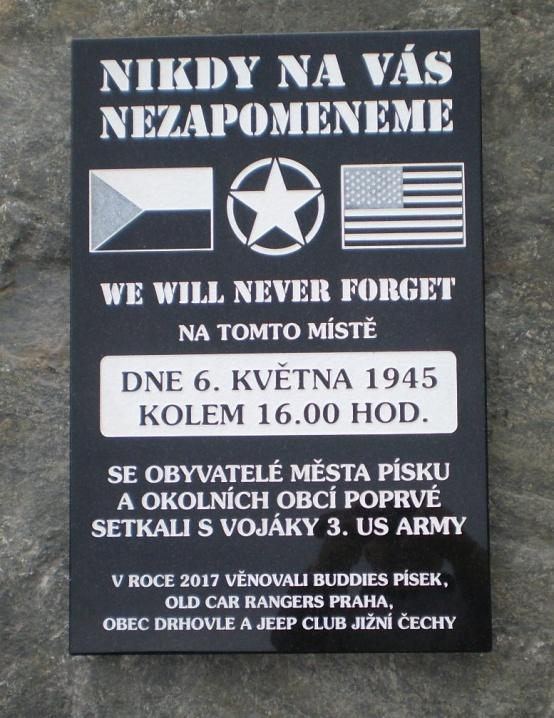 NIKDY NA VÁS
NEZAPOMENEME
WE WILL NEVER FORGET
NA TOMTO MÍSTĚ
DNE 6. KVĚTNA 1945
KOLEM 16.00 HOD.
SE OBYVATELÉ MĚSTA PÍSKU
A OKOLNÍCH OBCÍ POPRVÉ
SETKALI S VOJÁKY 3. US ARMY
V ROCE 2017 VĚNOVALI BUDDIES PÍSEK,
OLD CAR RANGERS PRAHA,
OBEC DRHOVLE A JEEP CLUB JIŽNÍ ČECHY